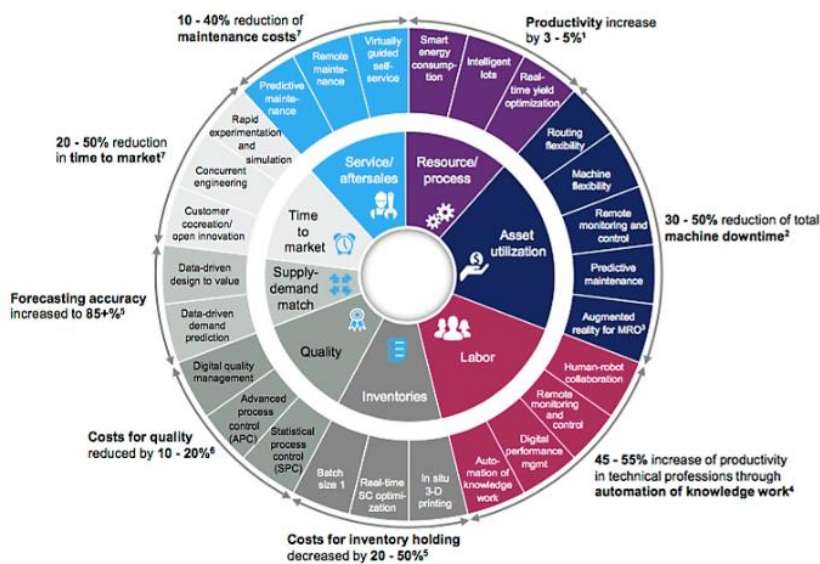 10 - 40% reduction of
maintenance costs⁷
Productivity increase
by 3 - 5%¹
30 - 50% reduction of total
machine downtime²
45 - 55% increase of productivity
in technical professions through
automation of knowledge work⁴
Costs for inventory holding
decreased by 20 - 50%⁵
Costs for quality
reduced by 10 - 20%⁶
Forecasting accuracy
increased to 85+%⁵
20 - 50% reduction
in time to market⁷
Smart
energy
consump-
tion
Intelligent
lots
Real-
time yield
optimization
Routing
flexibility
Machine
flexibility
Remote
monitoring and
control
Predictive
maintenance
Augmented
reality for MRO³
Human-robot
collaboration
Remote
monitoring and
control
Digital
performance
mgmt
Auto-
mation of
knowledge
work
In situ
3-D
printing
Real-time
SC optimi-
zation
Batch
size 1
Statistical
process
control
(SPC)
Advanced
process
control (APC)
Digital quality
management
Data-driven
demand
prediction
Data-driven
design to value
Customer
cocreation/
open innovation
Concurrent
engineering
Rapid
experimentation
and
simulation
Predictive
mainte-
nance
Remote
mainte-
nance
Virtually
guided
self-
service
Service/
aftersales
Resource/
process
Asset
utilization
Labor
Inventories
Quality
Supply-
demand
match
Time
to
market